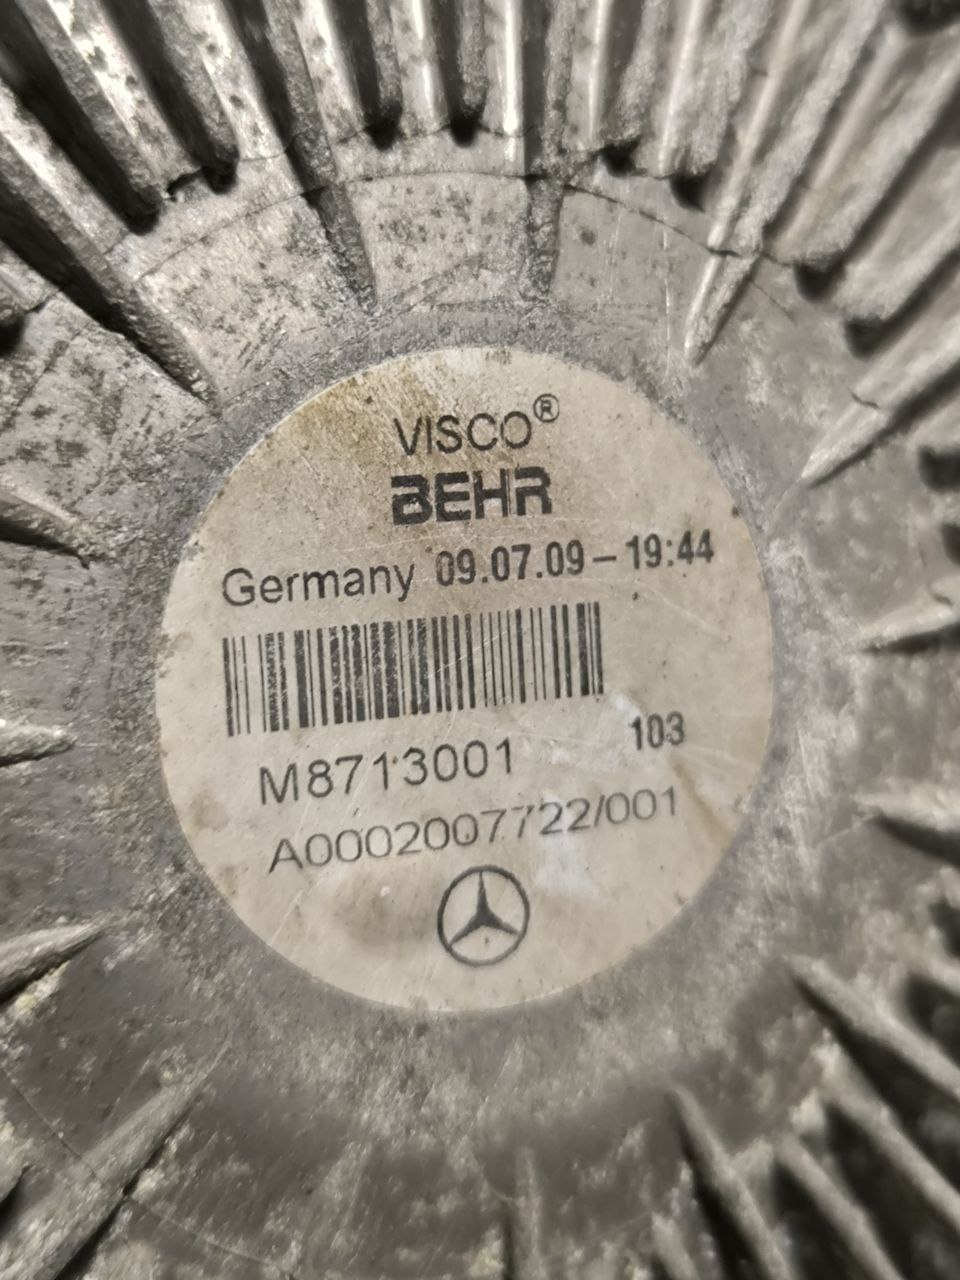 VISCO®
BEHR
Germany 09.07.09 – 19:44
M8713001 103
A0002007722/001